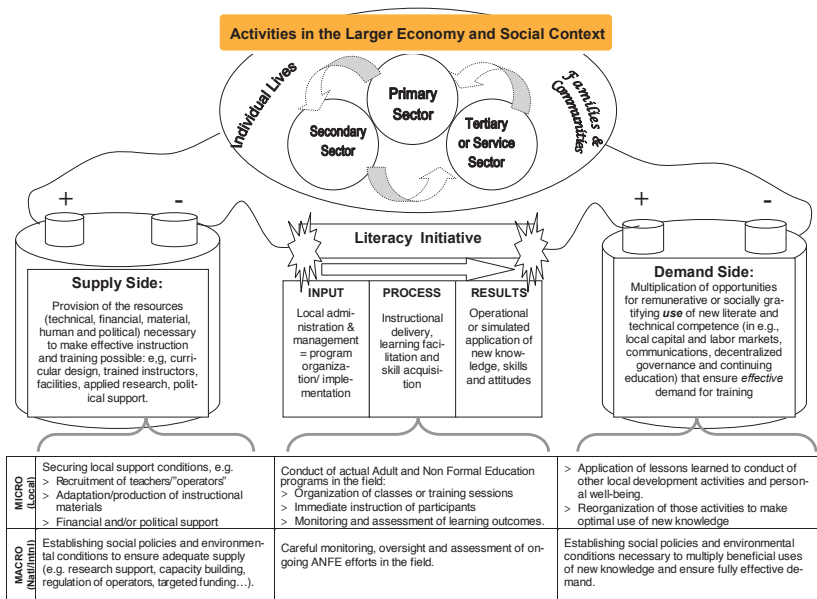 Activities in the Larger Economy and Social Context
Individual Lives
Families &
Communities
Primary
Sector
Secondary
Sector
Tertiary
or Service
Sector
+
-
+
-
Literacy Initiative
Supply Side:
Provision of the resources
(technical, financial, material,
human and political) necessary
to make effective instruction
and training possible: e,g, curric-
ular design, trained instructors,
facilities, applied research, polit-
ical support.
INPUT
Local admi-
nistration &
management
= program
organiza-
tion/ imple-
mentation
PROCESS
Instructional
delivery,
learning faci-
litation and
skill acquisi-
tion
RESULTS
Operational
or simulated
application of
new know-
ledge, skills
and attitudes
Demand Side:
Multiplication of opportunities
for remunerative or socially gra-
tifying use of new literate and
technical competence (in e.g.,
local capital and labor markets,
communications, decentralized
governance and continuing
education) that ensure effective
demand for training
MICRO
(Local)
Securing local support conditions, e.g.
> Recruitment of teachers/"operators"
> Adaptation/production of instructional
materials
> Financial and/or political support
Conduct of actual Adult and Non Formal Education
programs in the field:
> Organization of classes or training sessions
> Immediate instruction of participants
> Monitoring and assessment of learning outcomes.
> Application of lessons learned to conduct of
other local development activities and person-
al well-being.
> Reorganization of those activities to make
optimal use of new knowledge
MACRO
(Natl/Intnl)
Establishing social policies and environmen-
tal conditions to ensure adequate supply
(e.g. research support, capacity building,
regulation of operators, targeted funding…).
Careful monitoring, oversight and assessment of on-
going ANFE efforts in the field.
Establishing social policies and environmental
conditions necessary to multiply beneficial uses
of new knowledge and ensure fully effective de-
mand.